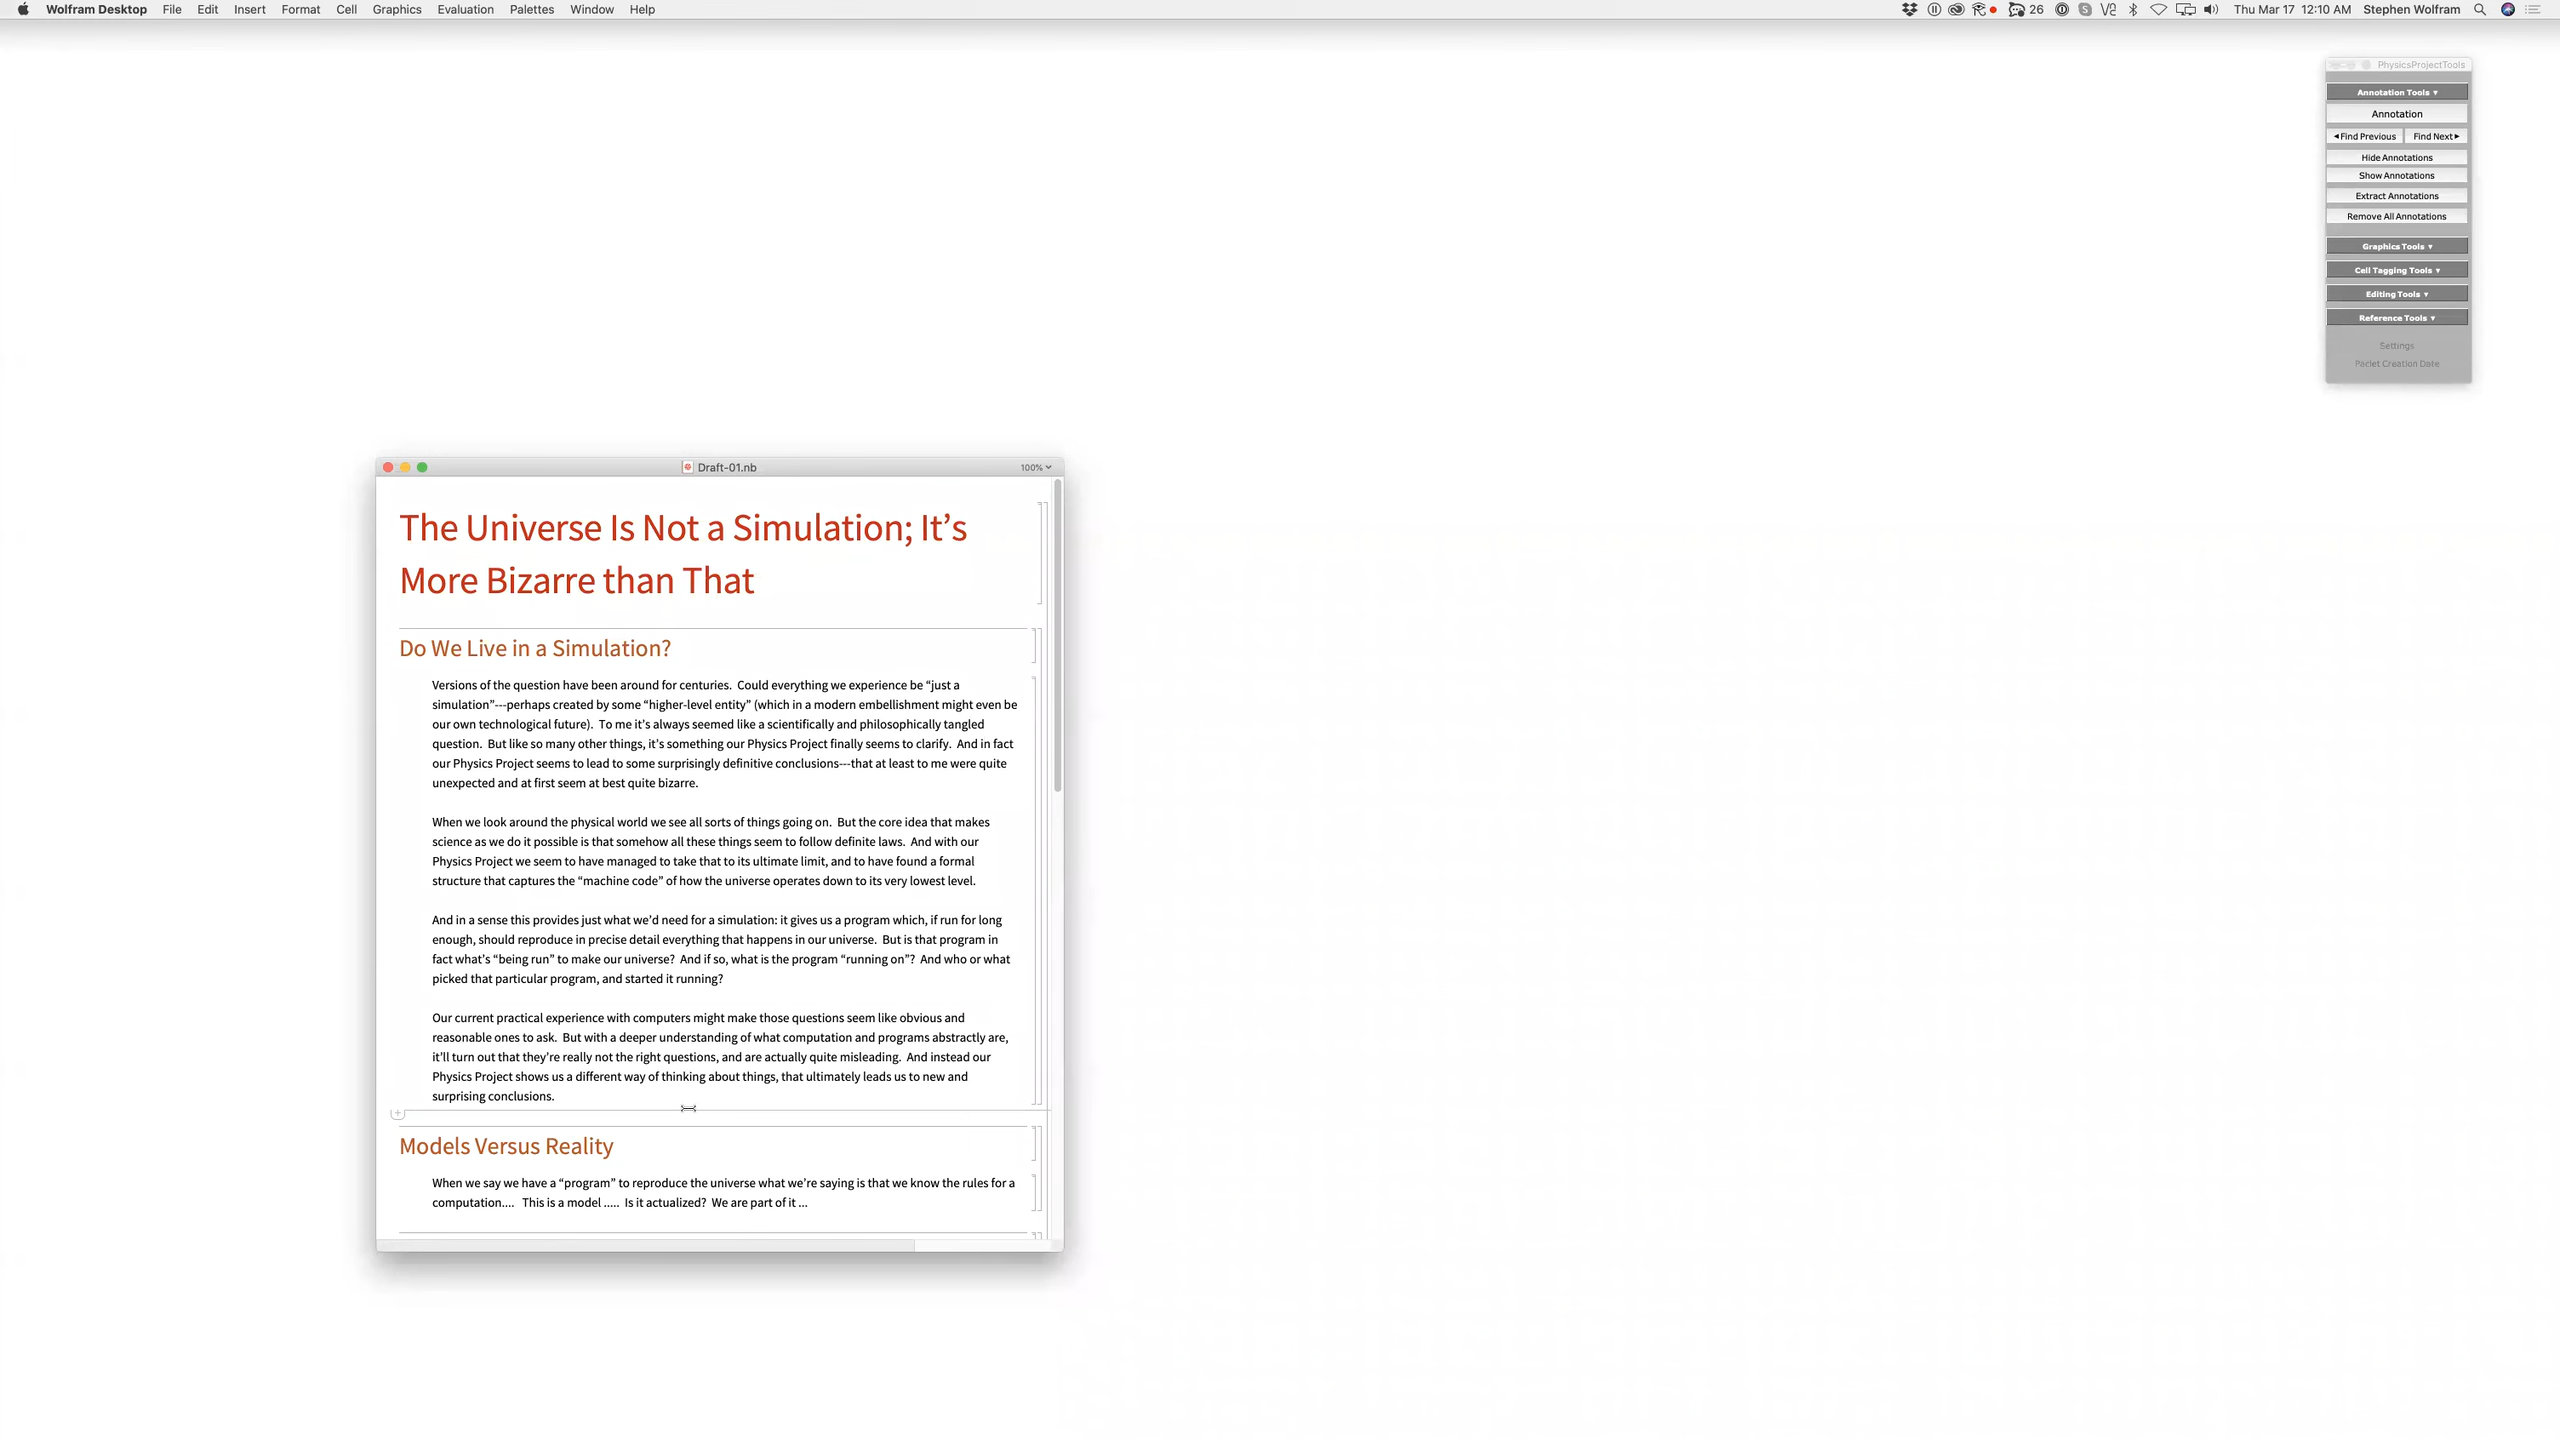 Wolfram Desktop File Edit Insert Format Cell Graphics Evaluation Palettes Window Help
26 Thu Mar 17 12:10 AM Stephen Wolfram
PhysicsProjectTools
Annotation Tools ▾
Annotation
◂Find Previous Find Next▸
Hide Annotations
Show Annotations
Extract Annotations
Remove All Annotations
Graphics Tools ▾
Cell Tagging Tools ▾
Editing Tools ▾
Reference Tools ▾
Settings
Paclet Creation Date
Draft-01.nb 100%
The Universe Is Not a Simulation; It’s
More Bizarre than That
Do We Live in a Simulation?
Versions of the question have been around for centuries.  Could everything we experience be “just a
simulation”---perhaps created by some “higher-level entity” (which in a modern embellishment might even be
our own technological future).  To me it’s always seemed like a scientifically and philosophically tangled
question.  But like so many other things, it’s something our Physics Project finally seems to clarify.  And in fact
our Physics Project seems to lead to some surprisingly definitive conclusions---that at least to me were quite
unexpected and at first seem at best quite bizarre.
When we look around the physical world we see all sorts of things going on.  But the core idea that makes
science as we do it possible is that somehow all these things seem to follow definite laws.  And with our
Physics Project we seem to have managed to take that to its ultimate limit, and to have found a formal
structure that captures the “machine code” of how the universe operates down to its very lowest level.
And in a sense this provides just what we’d need for a simulation: it gives us a program which, if run for long
enough, should reproduce in precise detail everything that happens in our universe.  But is that program in
fact what’s “being run” to make our universe?  And if so, what is the program “running on”?  And who or what
picked that particular program, and started it running?
Our current practical experience with computers might make those questions seem like obvious and
reasonable ones to ask.  But with a deeper understanding of what computation and programs abstractly are,
it’ll turn out that they’re really not the right questions, and are actually quite misleading.  And instead our
Physics Project shows us a different way of thinking about things, that ultimately leads us to new and
surprising conclusions.
Models Versus Reality
When we say we have a “program” to reproduce the universe what we’re saying is that we know the rules for a
computation....   This is a model .....  Is it actualized?  We are part of it ...